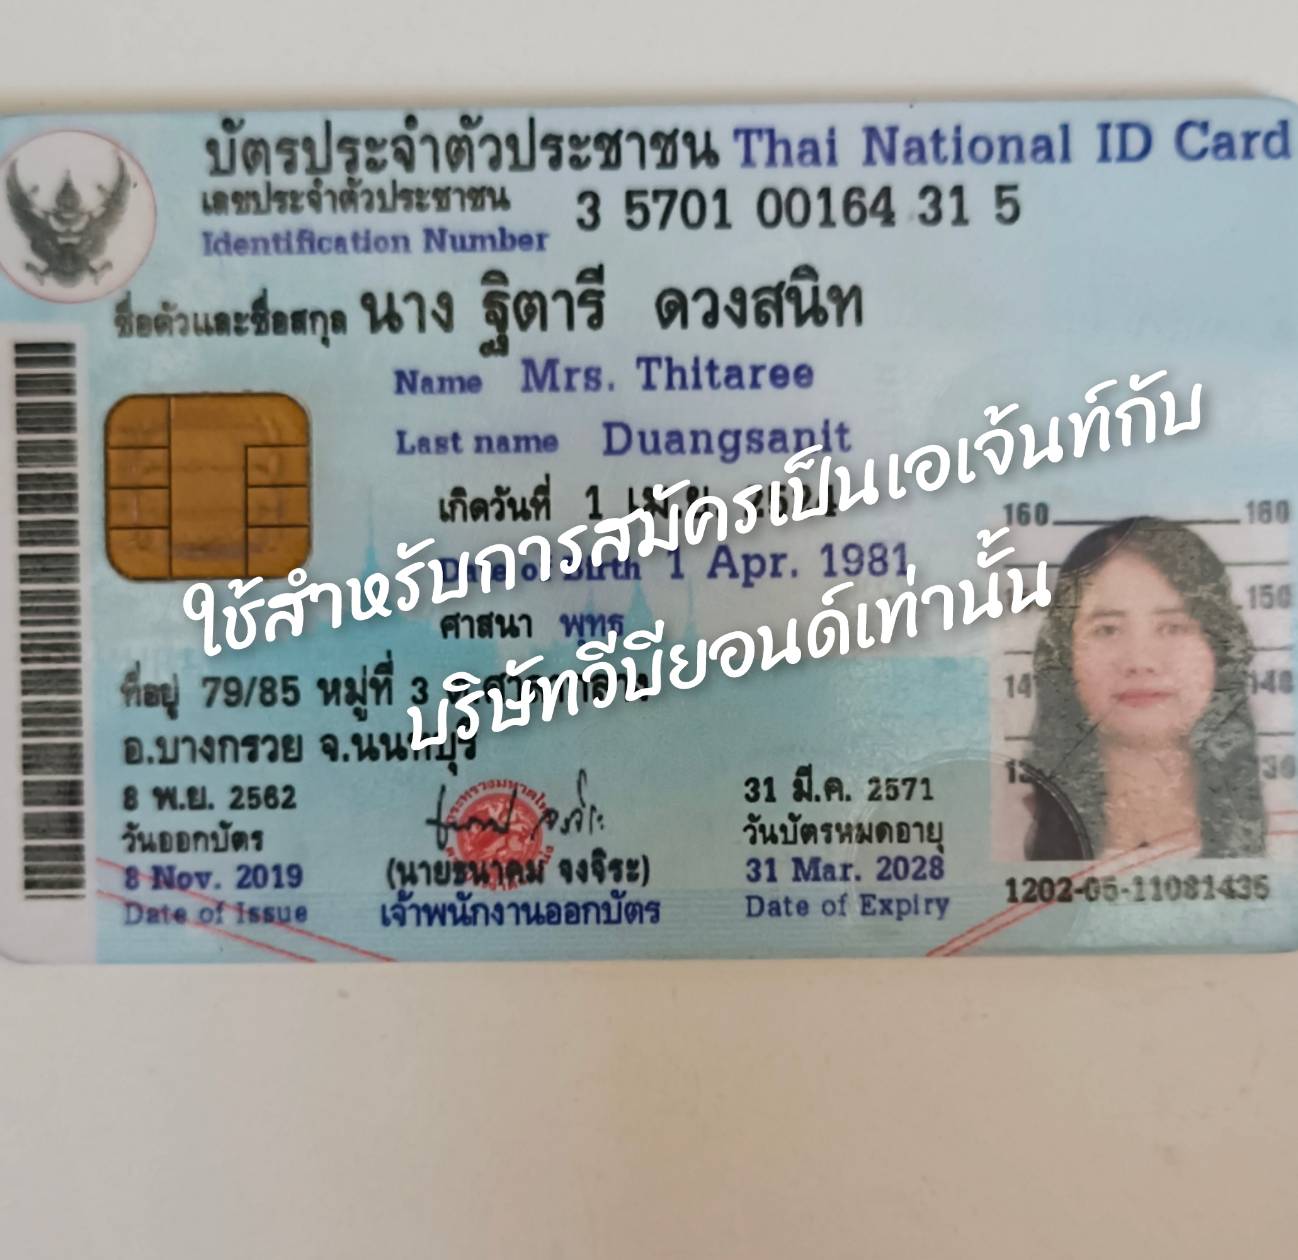 บัตรประจำตัวประชาชน Thai National ID Card
เลขประจำตัวประชาชน 3 5701 00164 31 5
Identification Number
ชื่อตัวและชื่อสกุล นาง ฐิตารี ดวงสนิท
Name Mrs. Thitaree
Last name Duangsanit
เกิดวันที่ 1 เม.ย. 2524
Date of Birth 1 Apr. 1981
ศาสนา พุทธ
ใช้สำหรับการสมัครเป็นเอเจ้นท์กับ
บริษัทวีบียอนด์เท่านั้น
ที่อยู่ 79/85 หมู่ที่ 3
อ.บางกรวย จ.นนทบุรี
8 พ.ย. 2562
วันออกบัตร
8 Nov. 2019
Date of Issue
(นายธนาคม จงจิระ)
เจ้าพนักงานออกบัตร
31 มี.ค. 2571
วันบัตรหมดอายุ
31 Mar. 2028
Date of Expiry
160 160
150
14 140
13 130
1202-05-11081435